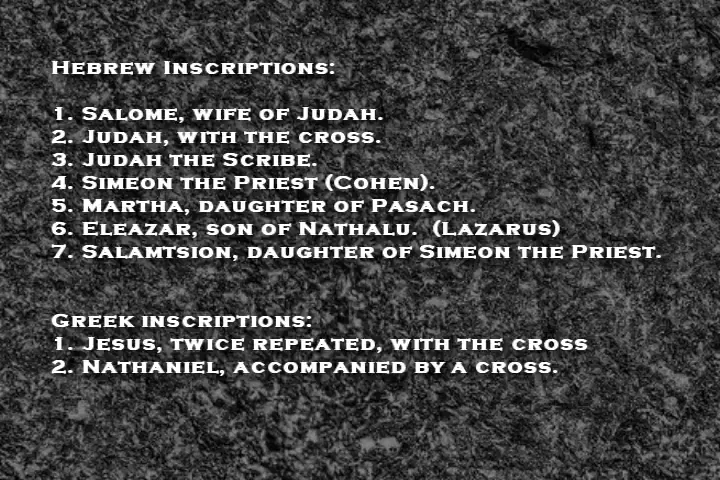 Hebrew Inscriptions:
1. Salome, wife of Judah.
2. Judah, with the cross.
3. Judah the Scribe.
4. Simeon the Priest (Cohen).
5. Martha, daughter of Pasach.
6. Eleazar, son of Nathalu. (Lazarus)
7. Salamtsion, daughter of Simeon the Priest.
Greek inscriptions:
1. Jesus, twice repeated, with the cross
2. Nathaniel, accompanied by a cross.